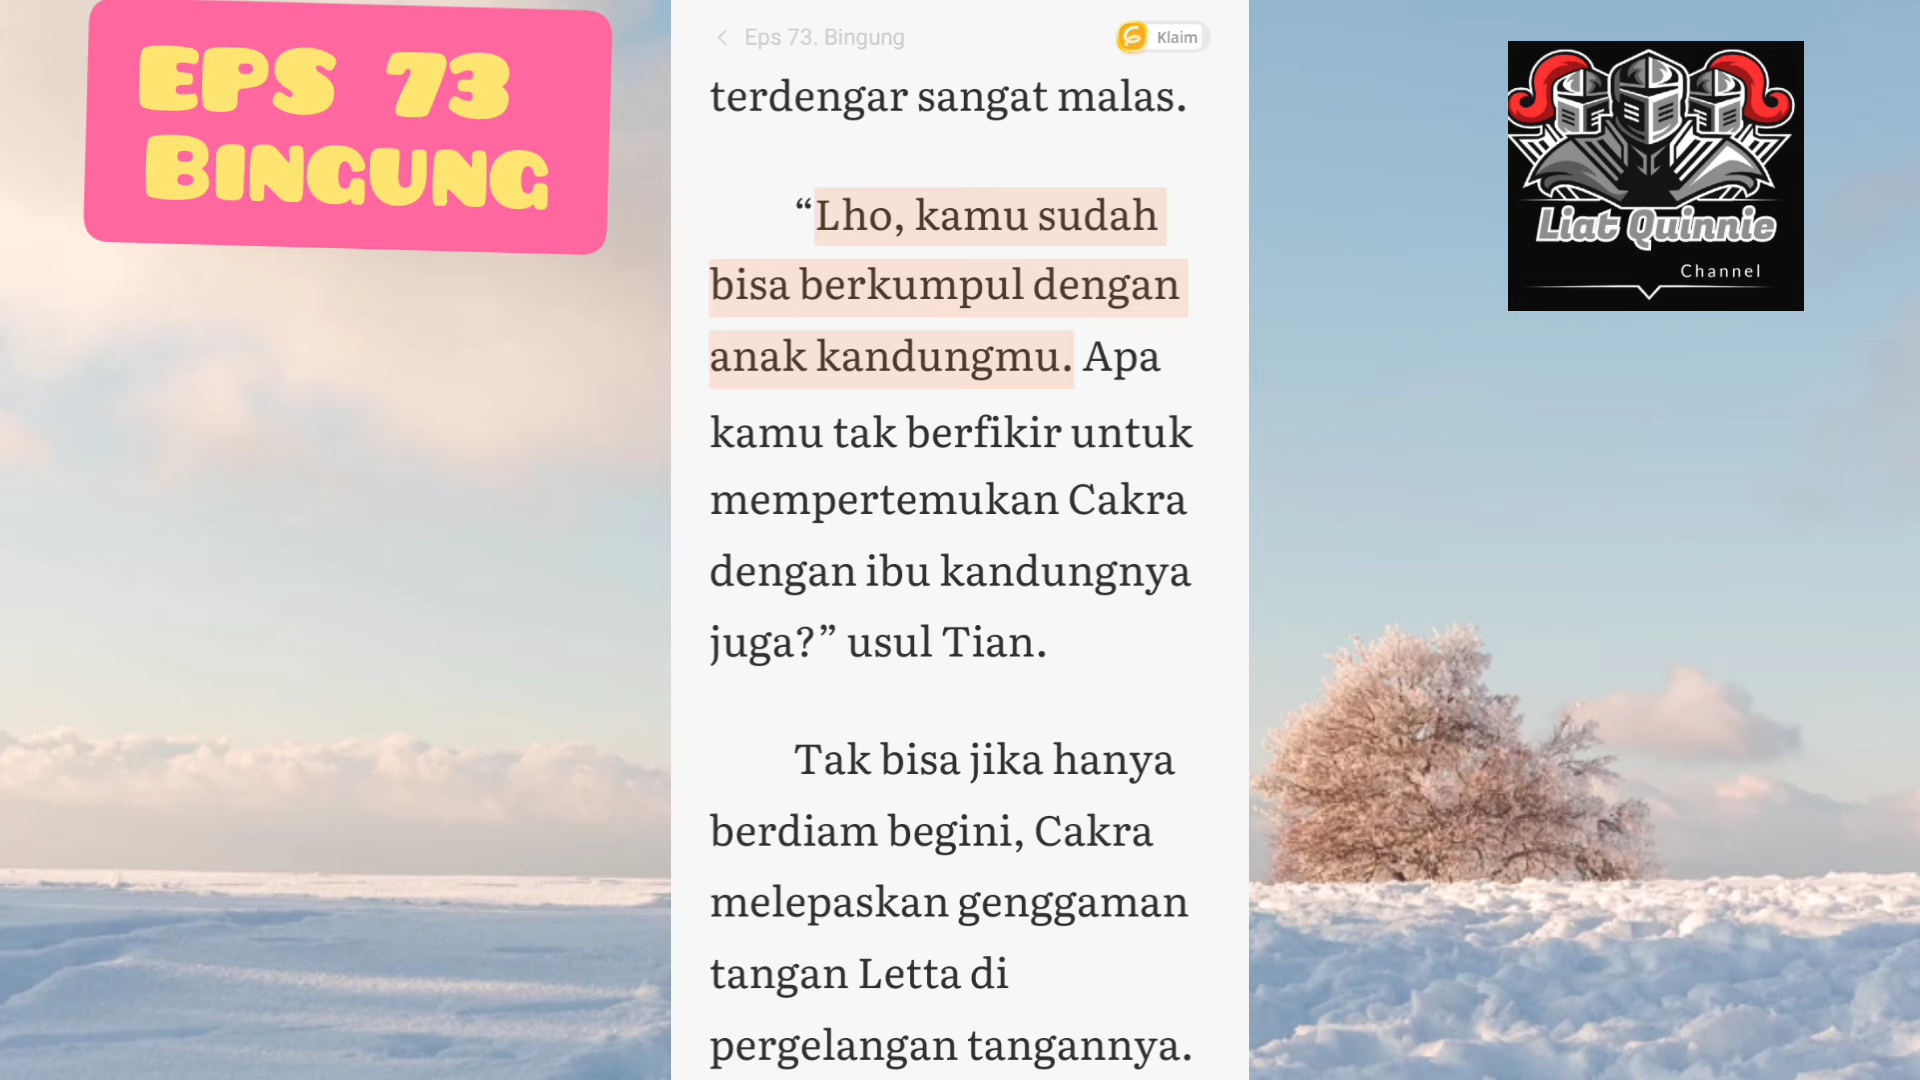 EPS 73
BINGUNG
Eps 73. Bingung
Klaim
terdengar sangat malas.
“Lho, kamu sudah
bisa berkumpul dengan
anak kandungmu. Apa
kamu tak berfikir untuk
mempertemukan Cakra
dengan ibu kandungnya
juga?” usul Tian.
Tak bisa jika hanya
berdiam begini, Cakra
melepaskan genggaman
tangan Letta di
pergelangan tangannya.
Liat Quinnie
Channel